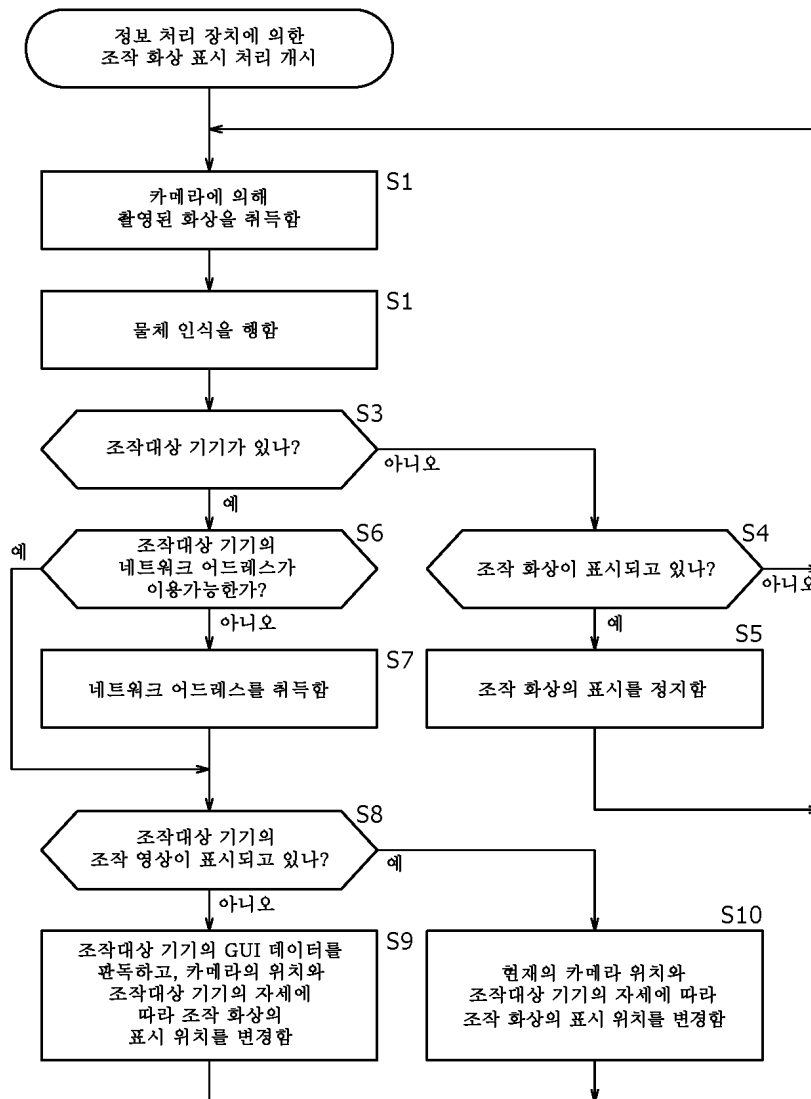 정보 처리 장치에 의한
조작 화상 표시 처리 개시
S1
카메라에 의해
촬영된 화상을 취득함
S1
물체 인식을 행함
S3
조작대상 기기가 있나?
아니오
예
S6
예
조작대상 기기의
네트워크 어드레스가
이용가능한가?
아니오
S4
조작 화상이 표시되고 있나?
아니오
예
S7
네트워크 어드레스를 취득함
S5
조작 화상의 표시를 정지함
S8
조작대상 기기의
조작 영상이 표시되고 있나?
예
아니오
S9
조작대상 기기의 GUI 데이터를
판독하고, 카메라의 위치와
조작대상 기기의 자세에
따라 조작 화상의
표시 위치를 변경함
S10
현재의 카메라 위치와
조작대상 기기의 자세에 따라
조작 화상의 표시 위치를 변경함